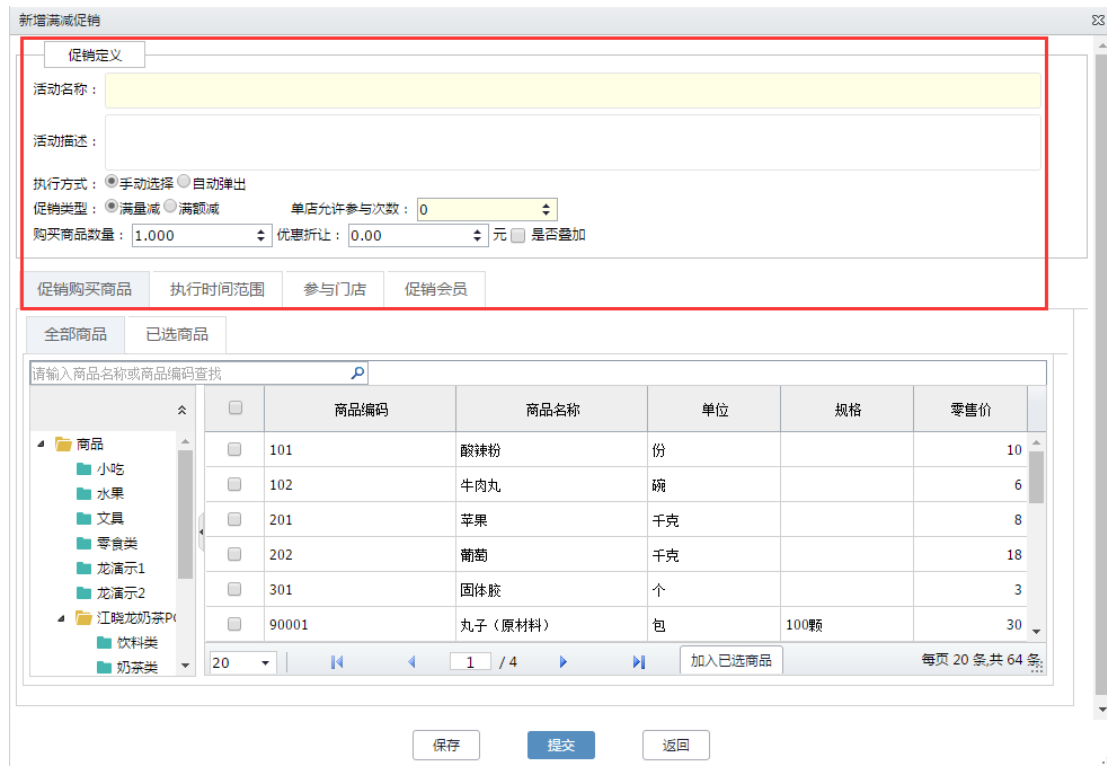 新增满减促销
促销定义
活动名称：
活动描述：
执行方式： 手动选择 自动弹出
促销类型： 满量减 满额减 单店允许参与次数： 0
购买商品数量： 1.000 优惠折让： 0.00 元 是否叠加
促销购买商品 执行时间范围 参与门店 促销会员
全部商品 已选商品
请输入商品名称或商品编码查找
商品编码 商品名称 单位 规格 零售价
商品
小吃
水果
文具
零食类
龙演示1
龙演示2
江晓龙奶茶P
饮料类
奶茶类
101 酸辣粉 份 10
102 牛肉丸 碗 6
201 苹果 千克 8
202 葡萄 千克 18
301 固体胶 个 3
90001 丸子（原材料） 包 100颗 30
20 1 / 4 加入已选商品 每页 20 条,共 64 条
保存 提交 返回